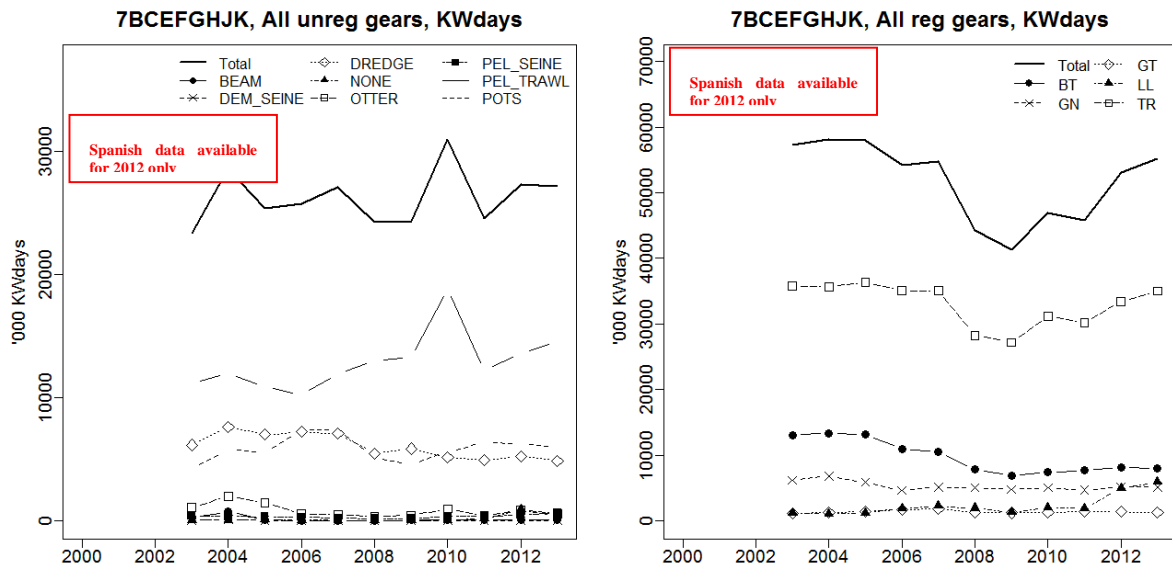 7BCEFGHJK, All unreg gears, KWdays
Total
BEAM
DEM_SEINE
DREDGE
NONE
OTTER
PEL_SEINE
PEL_TRAWL
POTS
Spanish data available
for 2012 only
'000 KWdays
30000
20000
10000
0
2000 2002 2004 2006 2008 2010 2012
7BCEFGHJK, All reg gears, KWdays
Total
BT
GN
GT
LL
TR
Spanish data available
for 2012 only
'000 KWdays
70000
60000
50000
40000
30000
20000
10000
0
2000 2002 2004 2006 2008 2010 2012